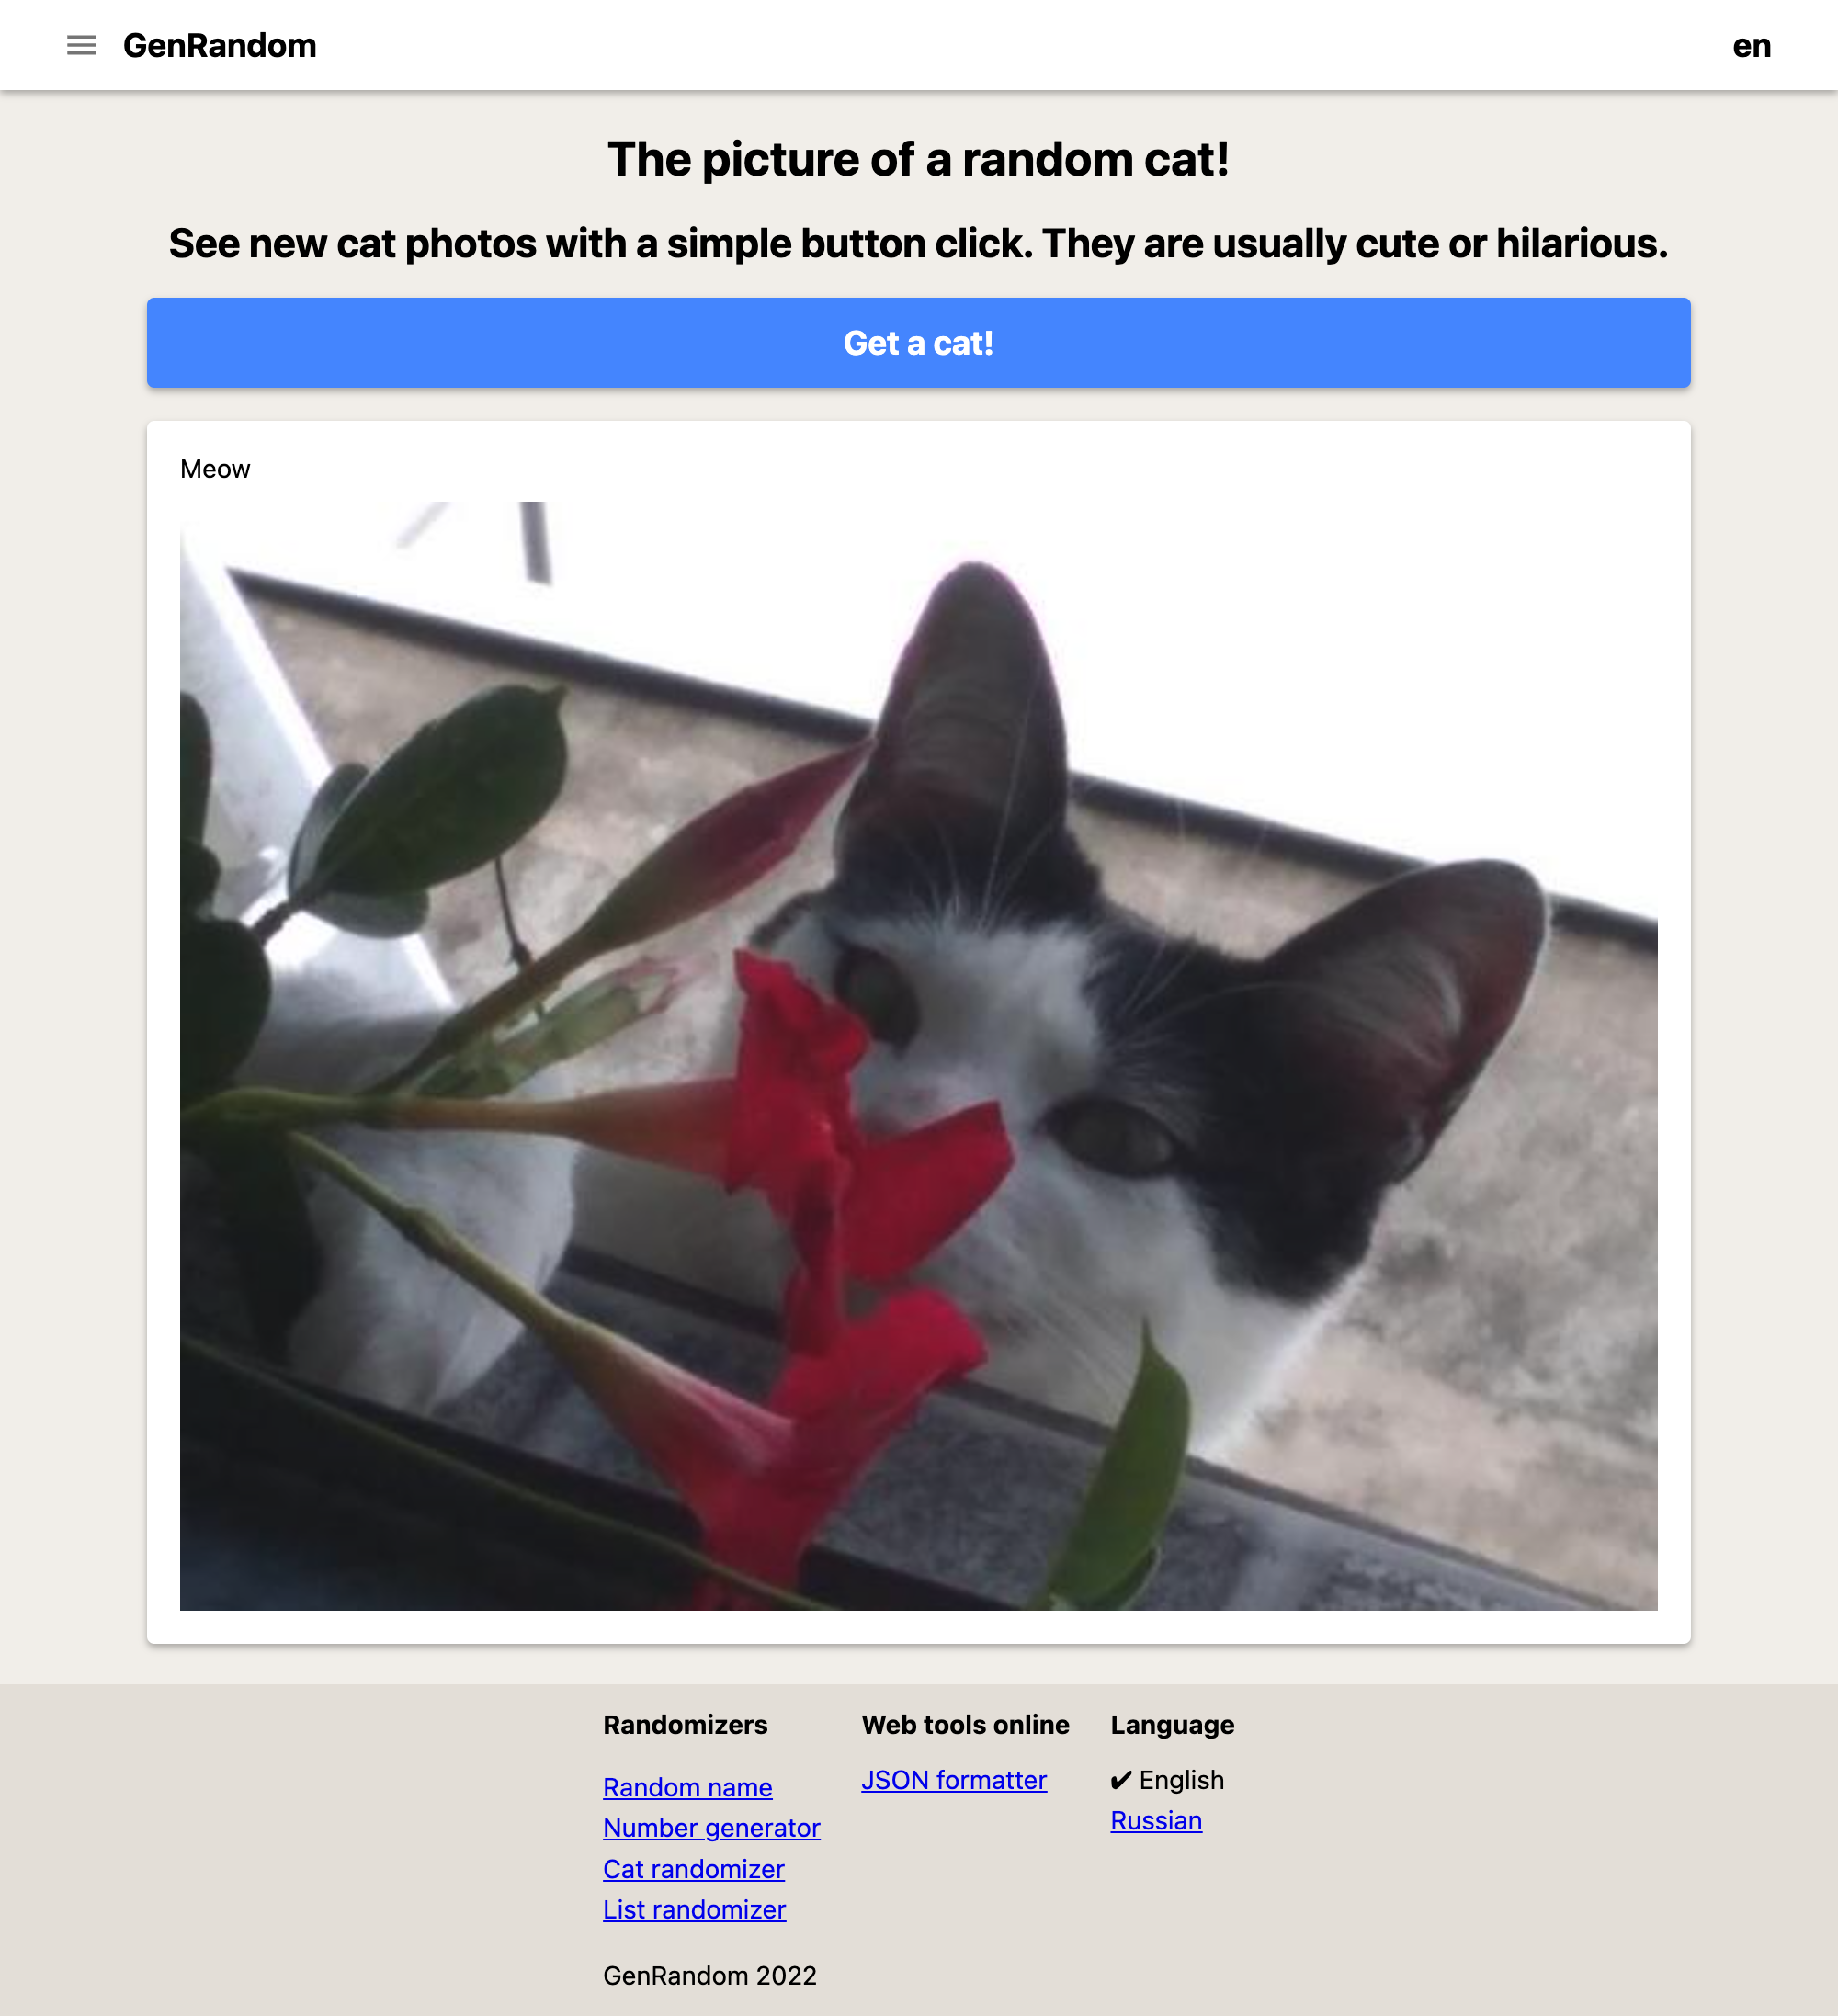 GenRandom
en
The picture of a random cat!
See new cat photos with a simple button click. They are usually cute or hilarious.
Get a cat!
Meow
Randomizers
Random name
Number generator
Cat randomizer
List randomizer
Web tools online
JSON formatter
Language
✔ English
Russian
GenRandom 2022